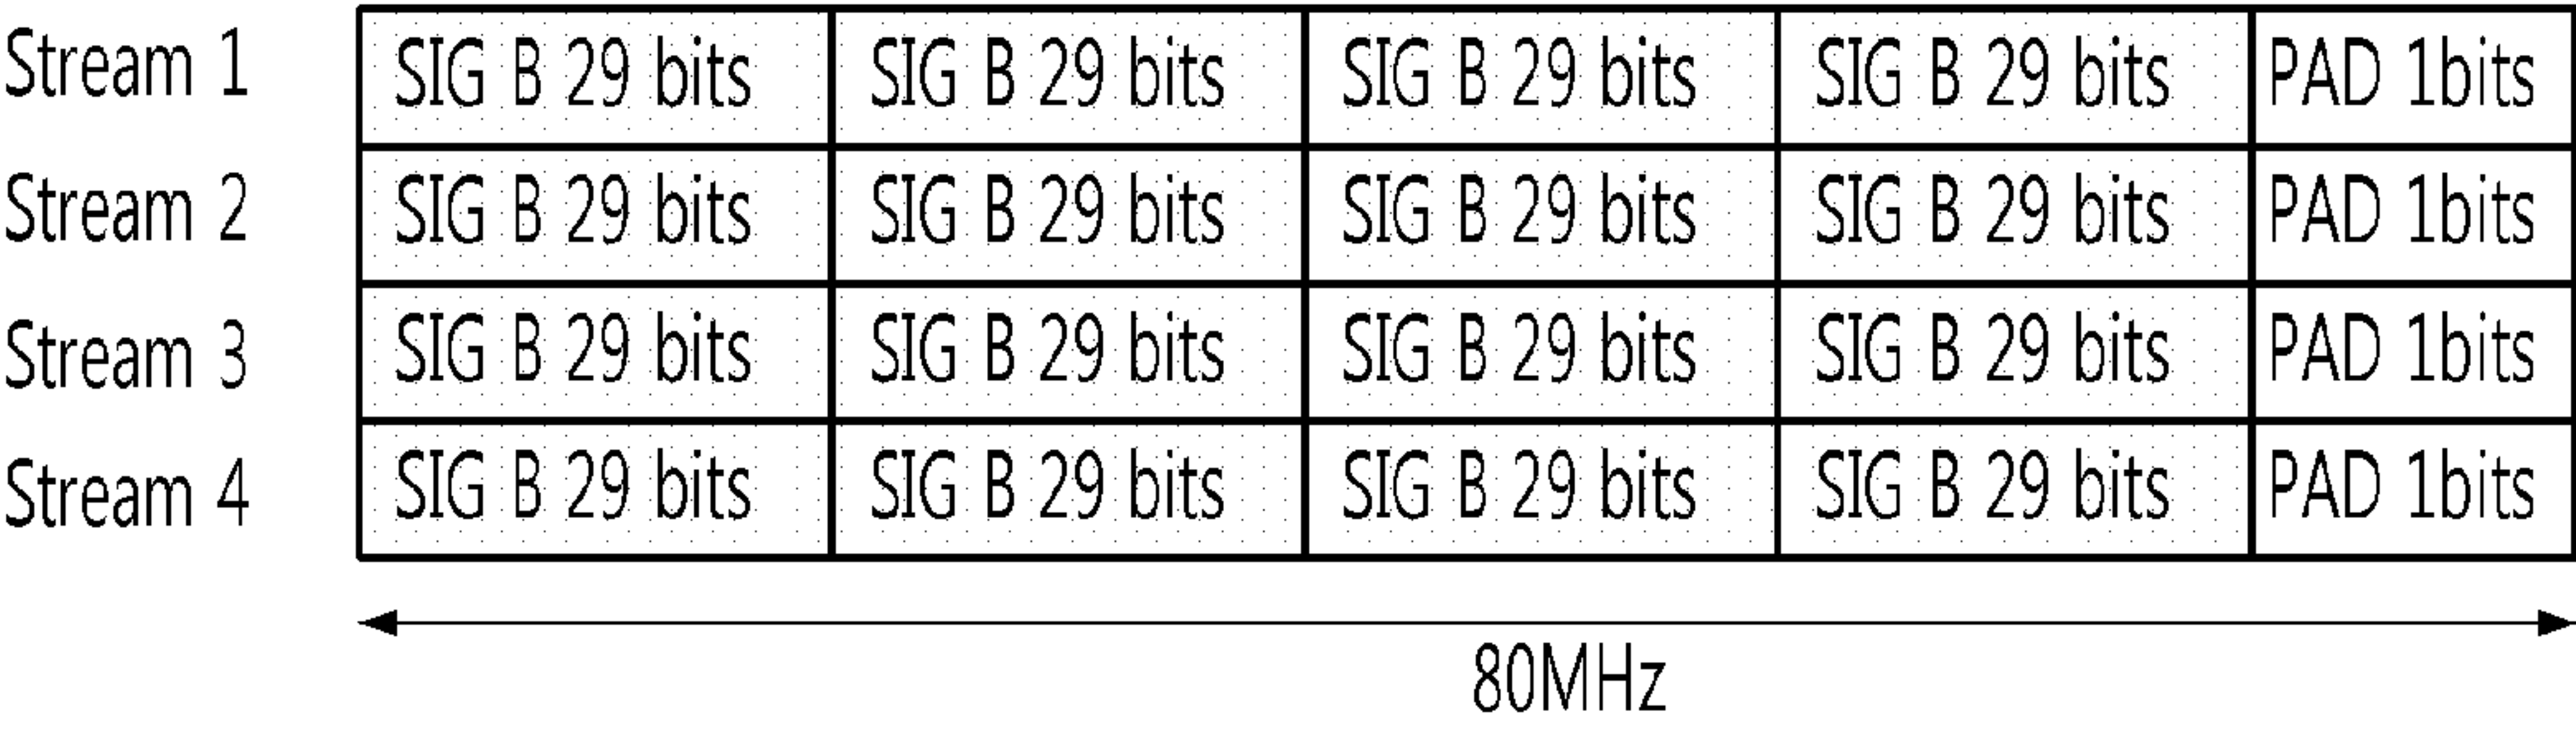 Stream 1 SIG B 29 bits SIG B 29 bits SIG B 29 bits SIG B 29 bits PAD 1bits
Stream 2 SIG B 29 bits SIG B 29 bits SIG B 29 bits SIG B 29 bits PAD 1bits
Stream 3 SIG B 29 bits SIG B 29 bits SIG B 29 bits SIG B 29 bits PAD 1bits
Stream 4 SIG B 29 bits SIG B 29 bits SIG B 29 bits SIG B 29 bits PAD 1bits
80MHz